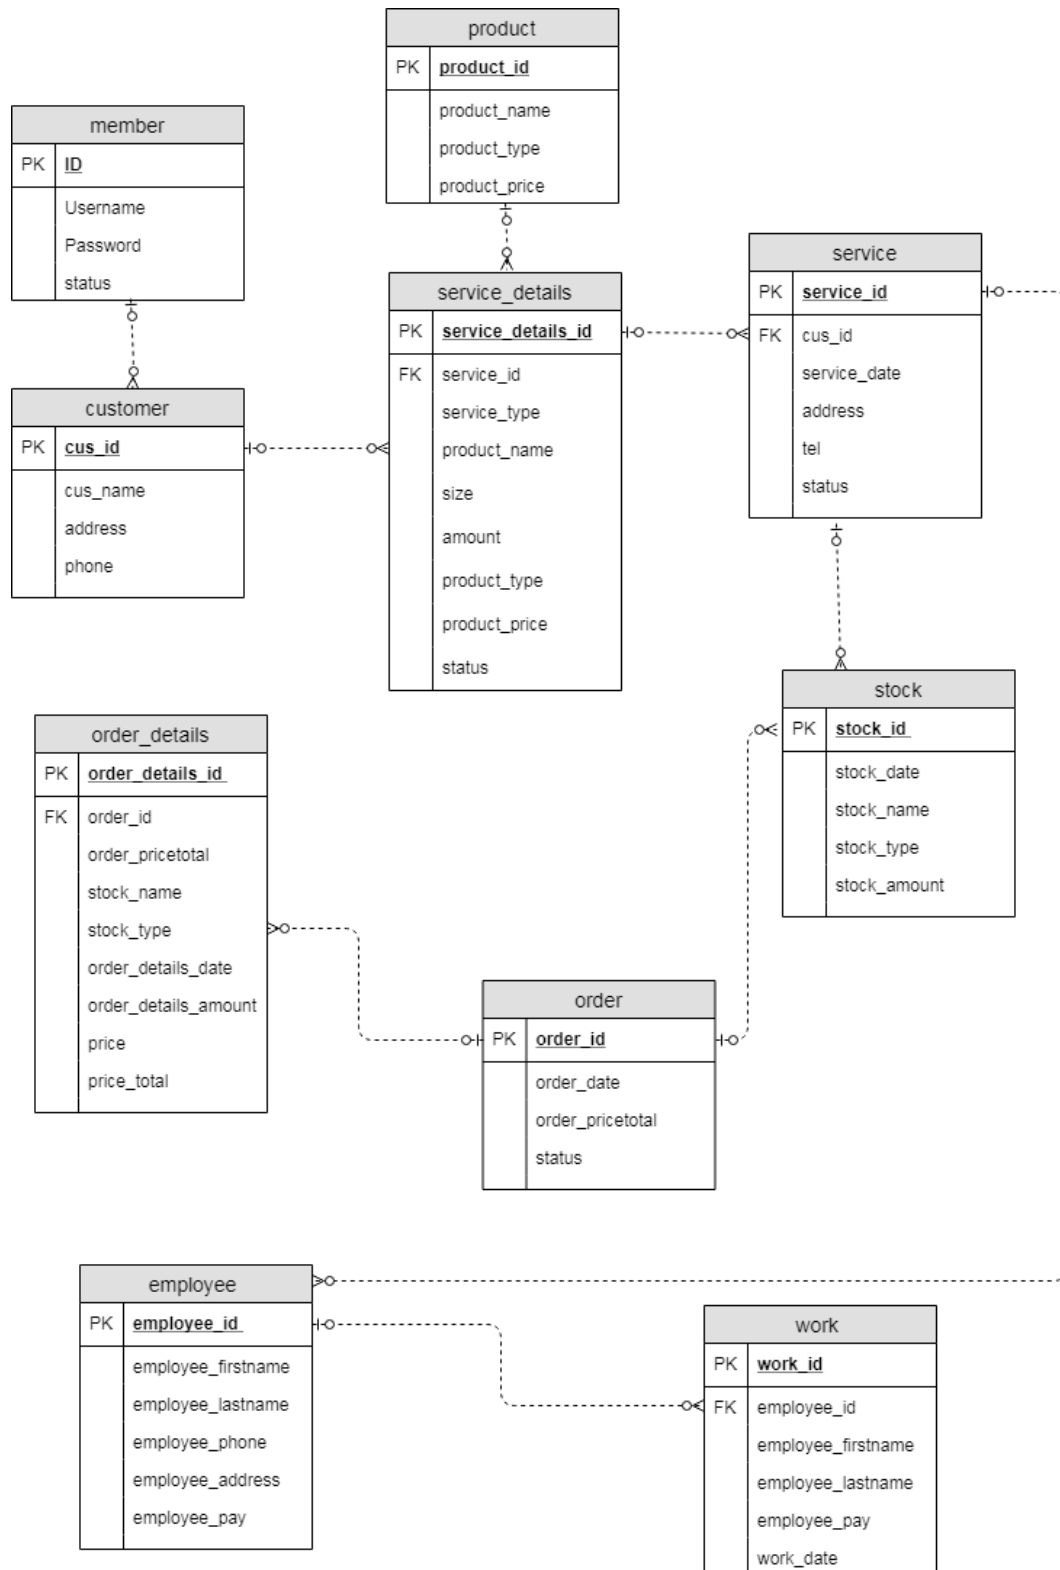 product
PK product_id
product_name
product_type
product_price
member
PK ID
Username
Password
status
service_details
PK service_details_id
FK service_id
service_type
product_name
size
amount
product_type
product_price
status
service
PK service_id
FK cus_id
service_date
address
tel
status
customer
PK cus_id
cus_name
address
phone
stock
PK stock_id
stock_date
stock_name
stock_type
stock_amount
order_details
PK order_details_id
FK order_id
order_pricetotal
stock_name
stock_type
order_details_date
order_details_amount
price
price_total
order
PK order_id
order_date
order_pricetotal
status
employee
PK employee_id
employee_firstname
employee_lastname
employee_phone
employee_address
employee_pay
work
PK work_id
FK employee_id
employee_firstname
employee_lastname
employee_pay
work_date